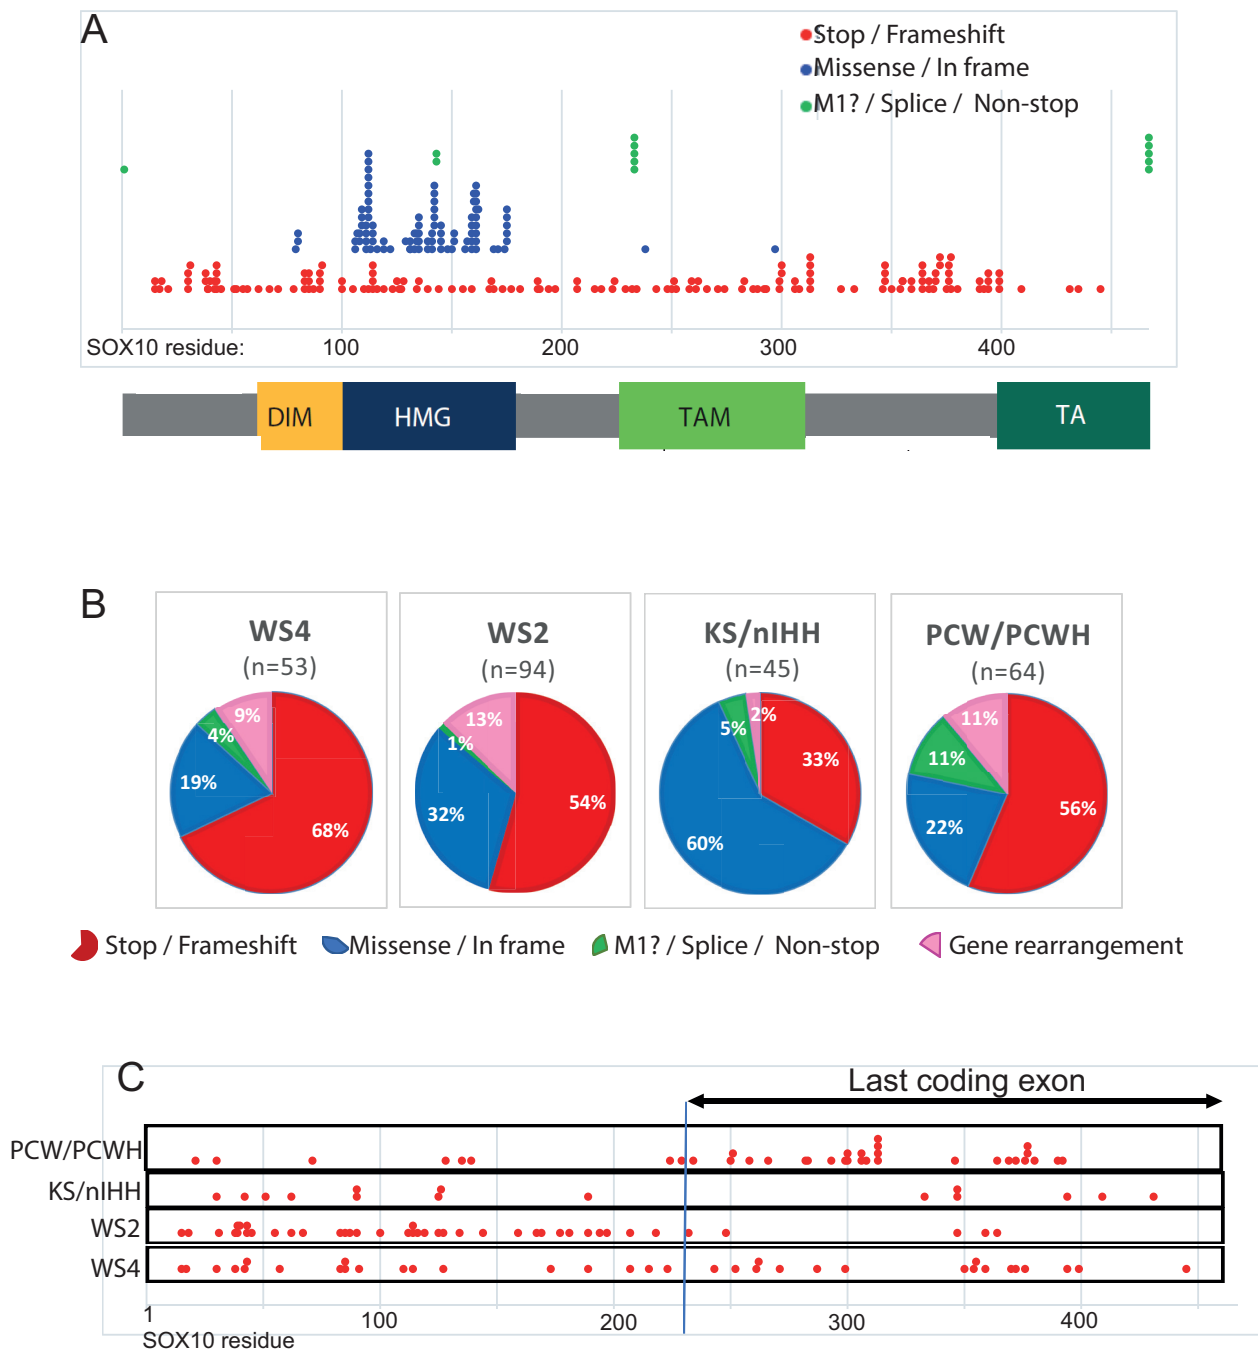 A
Stop / Frameshift
Missense / In frame
M1? / Splice / Non-stop
SOX10 residue: 100 200 300 400
DIM HMG TAM TA
B
WS4 WS2 KS/nIHH PCW/PCWH
(n=53) (n=94) (n=45) (n=64)
9% 4% 19% 68%
13% 1% 32% 54%
2% 5% 33% 60%
11% 11% 22% 56%
Stop / Frameshift Missense / In frame M1? / Splice / Non-stop Gene rearrangement
C
Last coding exon
PCW/PCWH
KS/nIHH
WS2
WS4
1 100 200 300 400
SOX10 residue